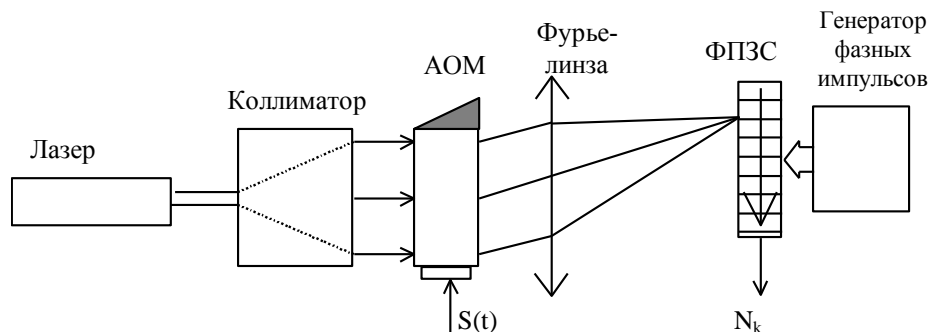 Лазер
Коллиматор
АОМ
Фурье-
линза
ФПЗС
Генератор
фазных
импульсов
S(t)
N_k